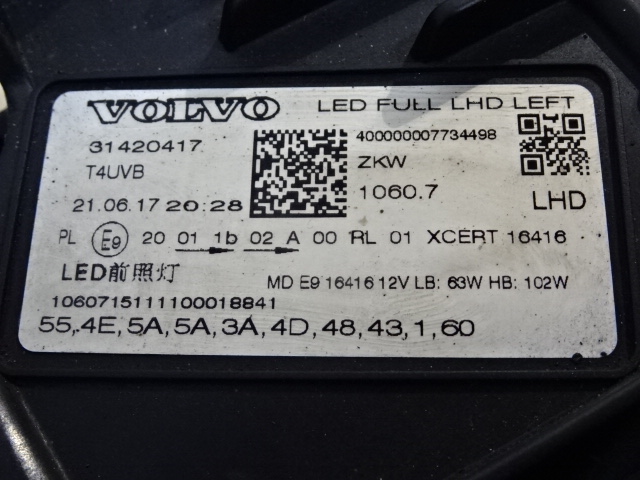 VOLVO LED FULL LHD LEFT
31420417 400000007734498
T4UVB ZKW
1060.7
21.06.17 20:28 LHD
PL E9 20 01 1b 02 A 00 RL 01 XCERT 16416
LED前照灯 MD E9 16416 12V LB: 63W HB: 102W
1060715111100018841
55,4E,5A,5A,3A,4D,48,43,1,60